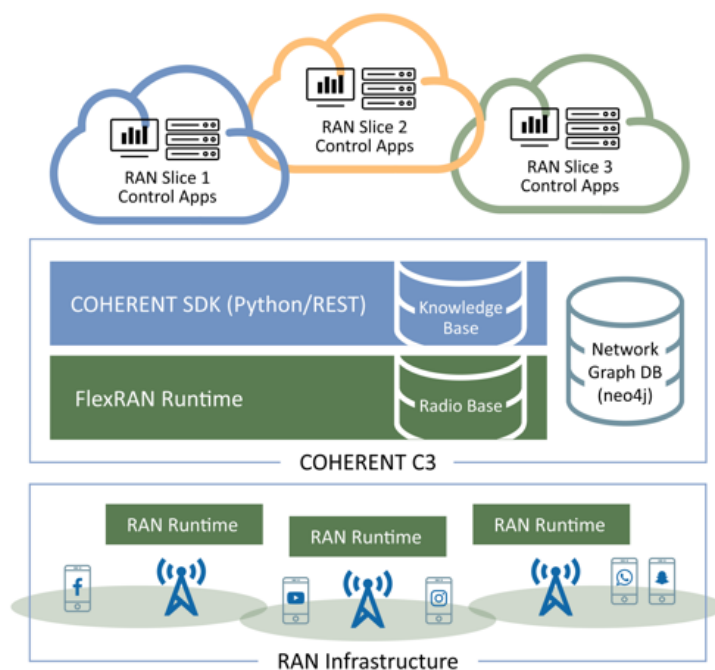 RAN Slice 1
Control Apps
RAN Slice 2
Control Apps
RAN Slice 3
Control Apps
COHERENT SDK (Python/REST)
Knowledge
Base
FlexRAN Runtime
Radio Base
Network
Graph DB
(neo4j)
COHERENT C3
RAN Runtime
RAN Runtime
RAN Runtime
RAN Infrastructure